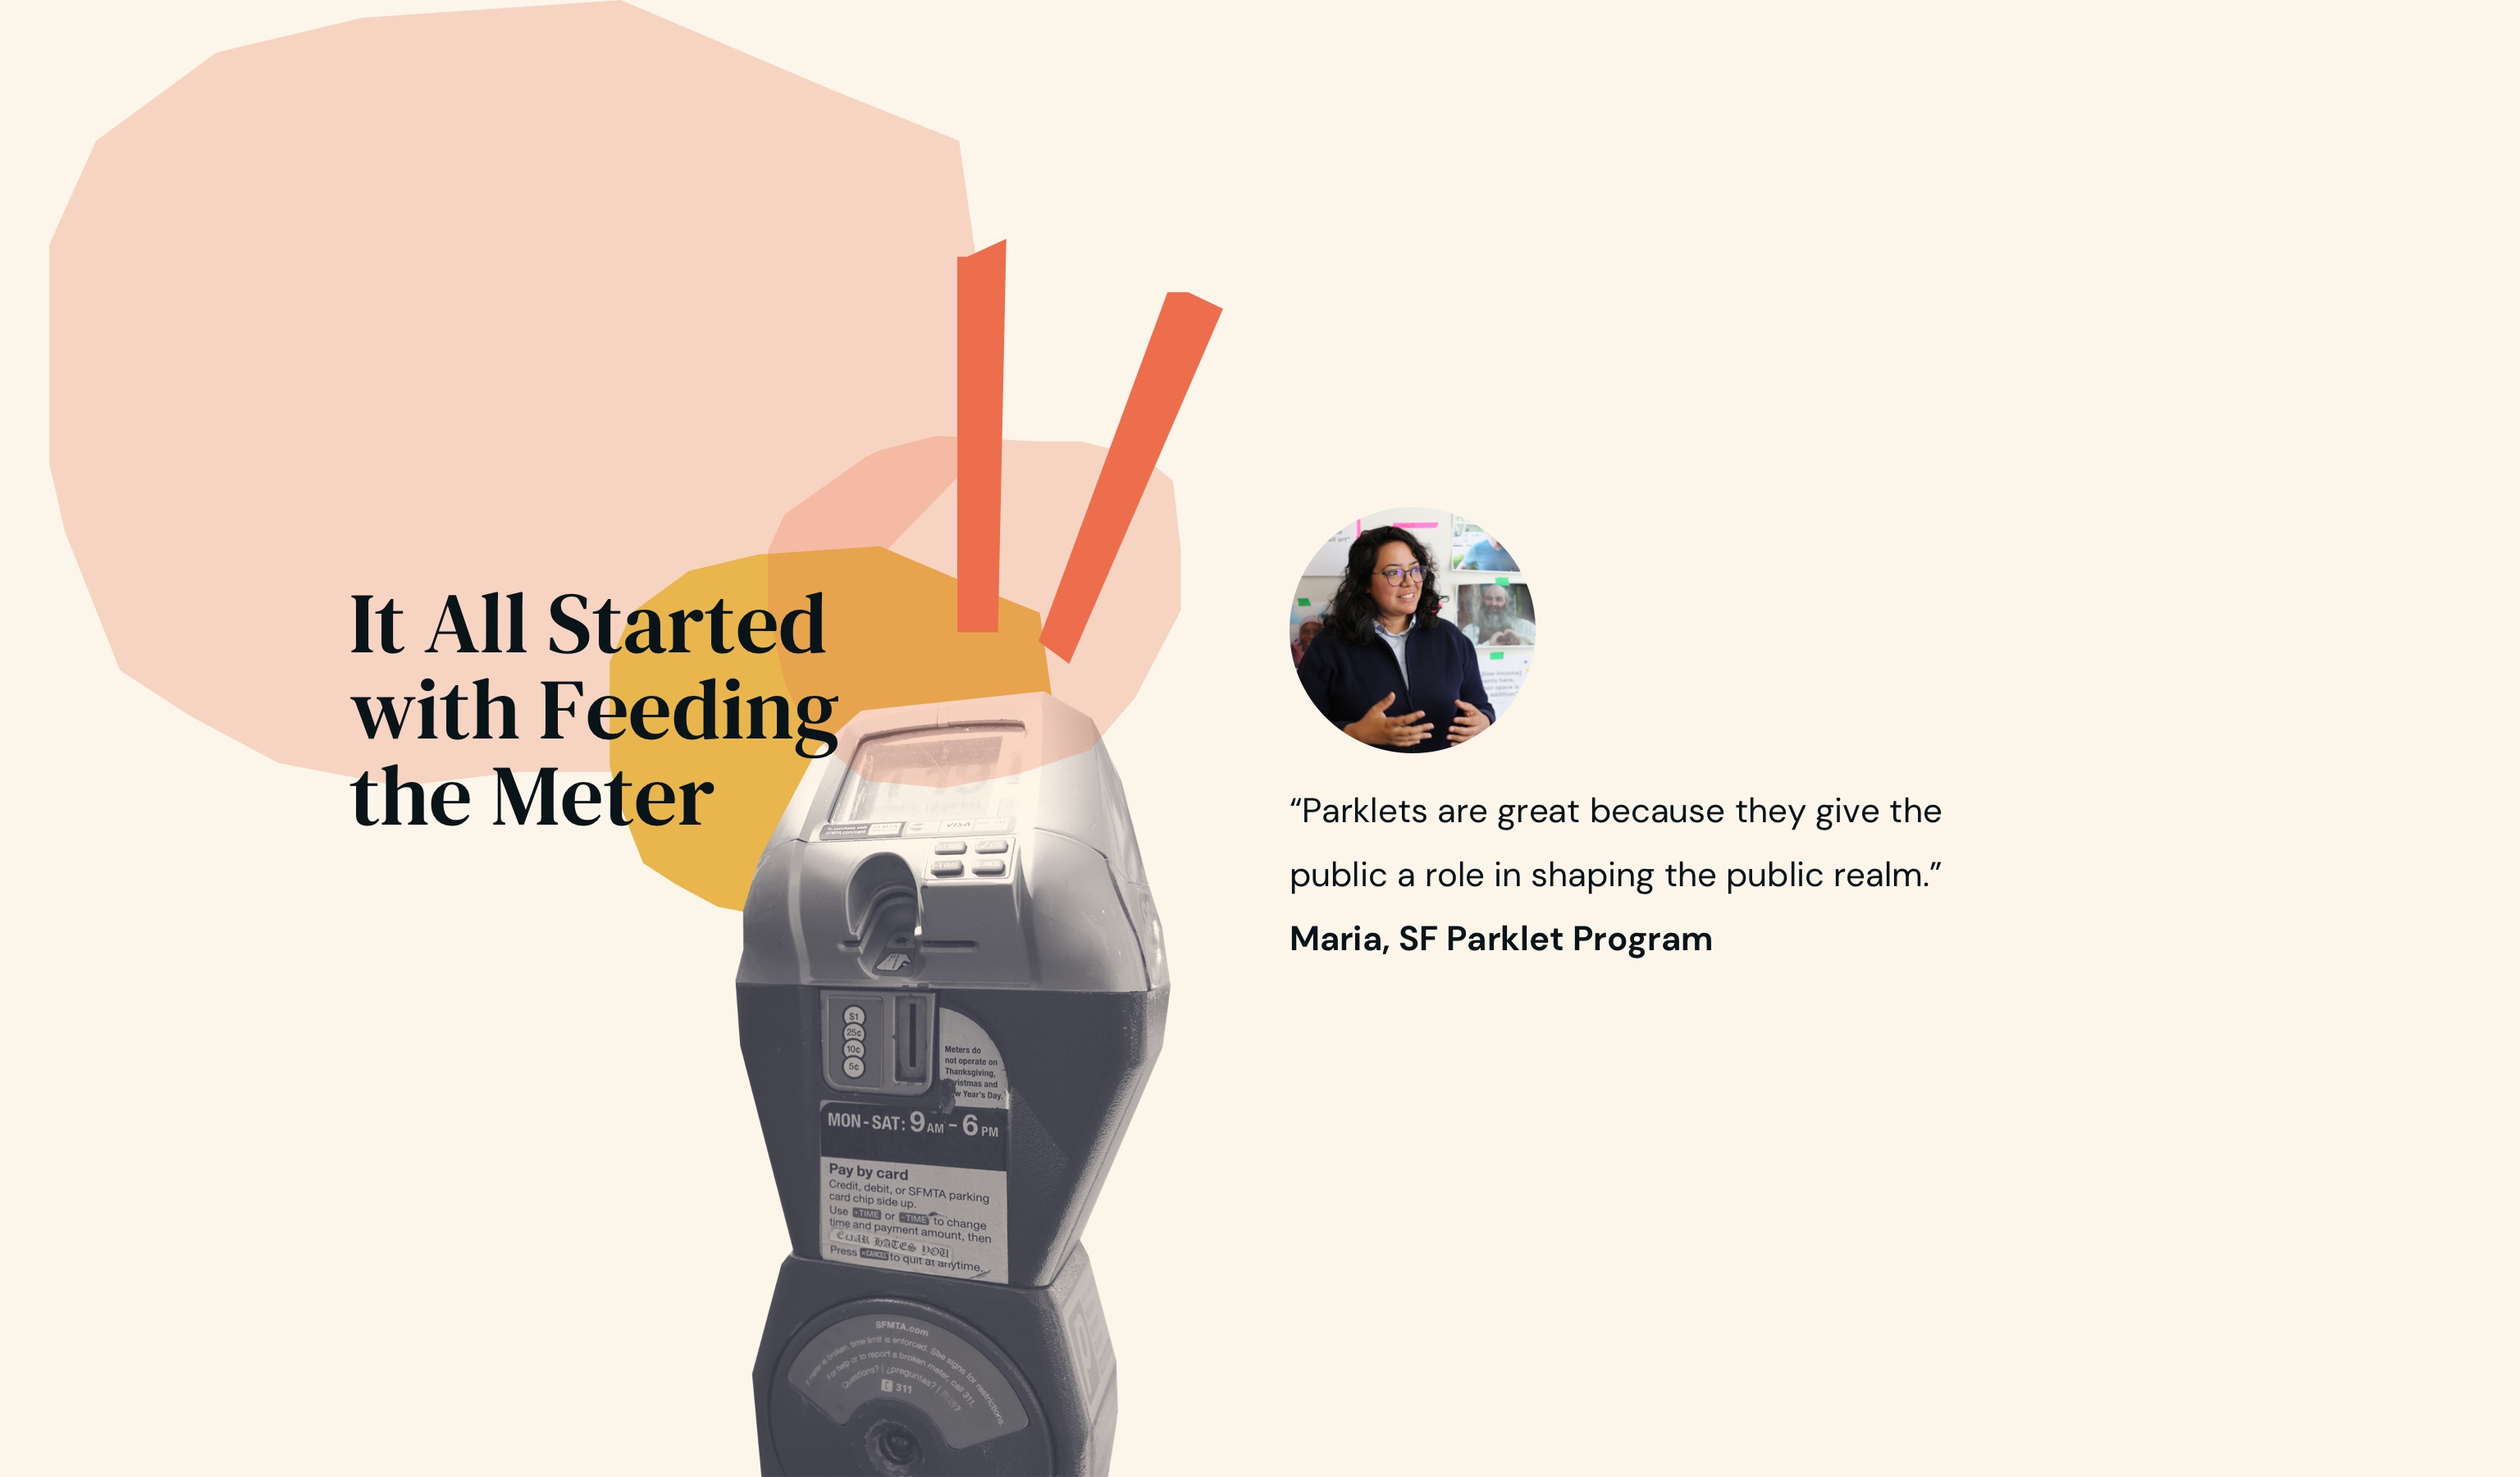 It All Started
with Feeding
the Meter
“Parklets are great because they give the
public a role in shaping the public realm.”
Maria, SF Parklet Program
VISA
$1
25¢
10¢
5¢
Meters do
not operate on
Thanksgiving,
ristmas and
w Year's Day.
MON-SAT: 9 AM - 6 PM
Pay by card
Credit, debit, or SFMTA parking
card chip side up.
Use +TIME or -TIME to change
time and payment amount, then
HATES YOU
Press CANCEL to quit at anytime.
SFMTA.com
meter is broken, time limit is enforced. See signs for restrictions.
For help or to report a broken meter, call 311.
Questions? | ¿preguntas? |
311